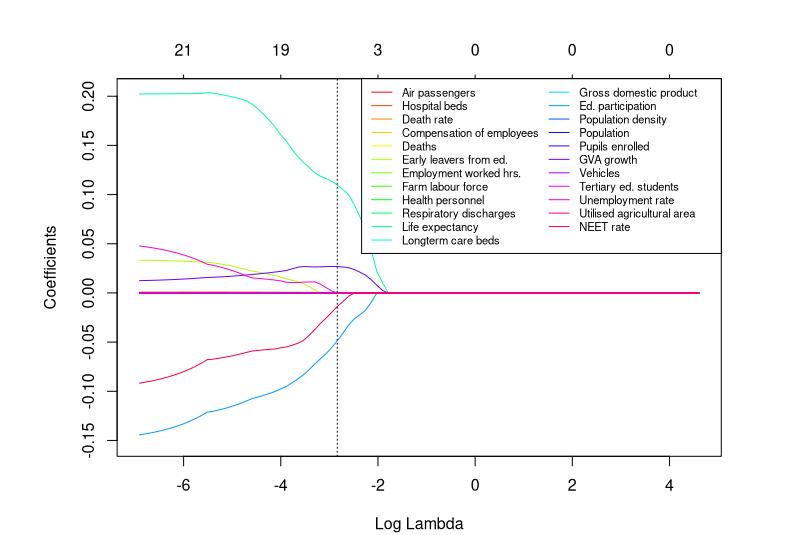 21 19 3 0 0 0
Air passengers
Hospital beds
Death rate
Compensation of employees
Deaths
Early leavers from ed.
Employment worked hrs.
Farm labour force
Health personnel
Respiratory discharges
Life expectancy
Longterm care beds
Gross domestic product
Ed. participation
Population density
Population
Pupils enrolled
GVA growth
Vehicles
Tertiary ed. students
Unemployment rate
Utilised agricultural area
NEET rate
0.20
0.15
0.10
0.05
0.00
-0.05
-0.10
-0.15
Coefficients
-6 -4 -2 0 2 4
Log Lambda